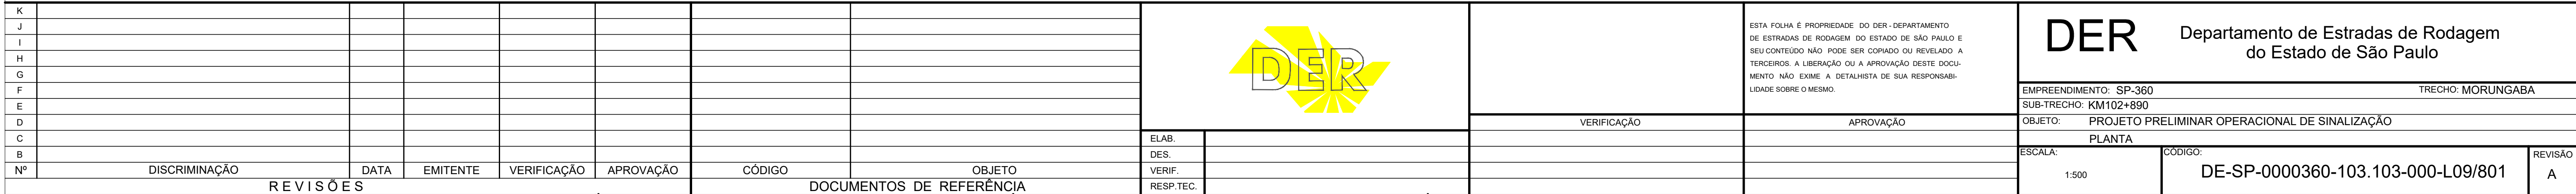 K
J
I
H
G
F
E
D
C
B
Nº DISCRIMINAÇÃO DATA EMITENTE VERIFICAÇÃO APROVAÇÃO CÓDIGO OBJETO
REVISÕES DOCUMENTOS DE REFERÊNCIA
DER
ELAB.
DES.
VERIF.
RESP.TEC.
VERIFICAÇÃO
ESTA FOLHA É PROPRIEDADE DO DER - DEPARTAMENTO
DE ESTRADAS DE RODAGEM DO ESTADO DE SÃO PAULO E
SEU CONTEÚDO NÃO PODE SER COPIADO OU REVELADO A
TERCEIROS. A LIBERAÇÃO OU A APROVAÇÃO DESTE DOCU-
MENTO NÃO EXIME A DETALHISTA DE SUA RESPONSABI-
LIDADE SOBRE O MESMO.
APROVAÇÃO
DER
Departamento de Estradas de Rodagem
do Estado de São Paulo
EMPREENDIMENTO: SP-360 TRECHO: MORUNGABA
SUB-TRECHO: KM102+890
OBJETO: PROJETO PRELIMINAR OPERACIONAL DE SINALIZAÇÃO
PLANTA
ESCALA: CÓDIGO: REVISÃO
1:500 DE-SP-0000360-103.103-000-L09/801 A